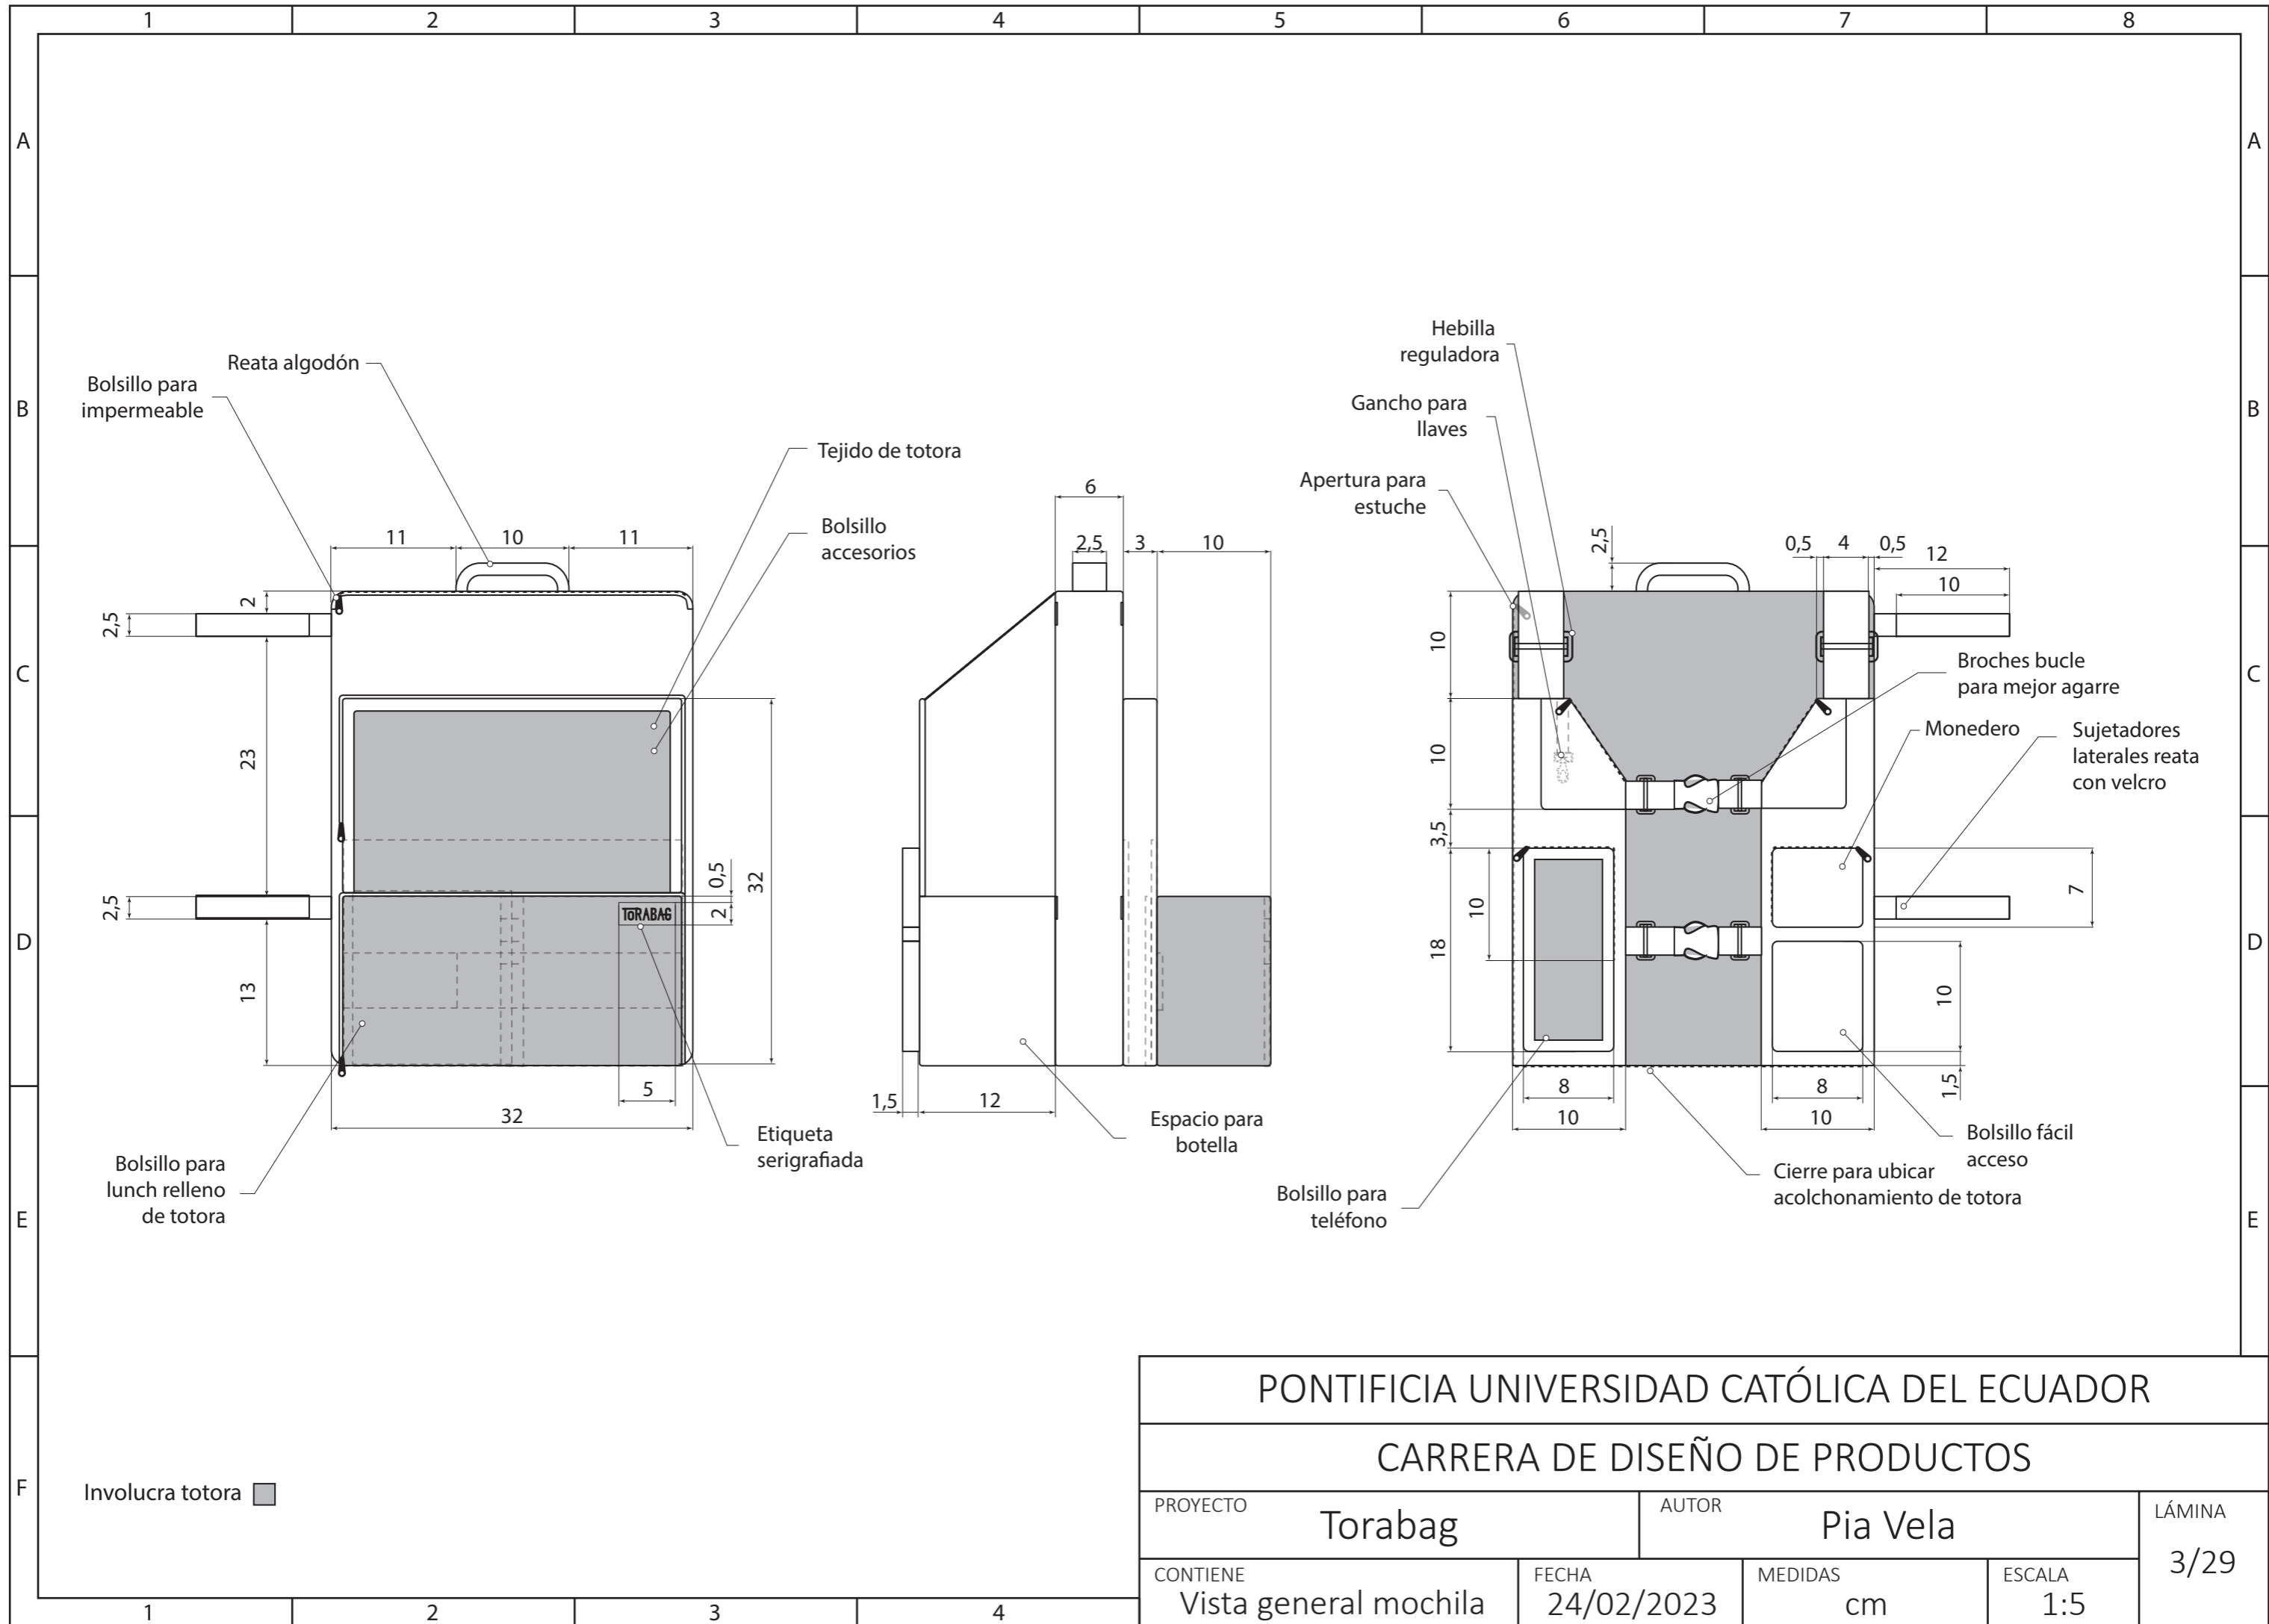 1 2 3 4 5 6 7 8
A A
B B
C C
D D
E E
F
Reata algodón
Bolsillo para
impermeable
Tejido de totora
Bolsillo
accesorios
11 10 11
2
2,5
23
2,5
13
32
0,5
2
TORABAG
5
32
Bolsillo para
lunch relleno
de totora
Etiqueta
serigrafiada
6
2,5 3 10
1,5 12
Espacio para
botella
Hebilla
reguladora
Gancho para
llaves
Apertura para
estuche
2,5
0,5 4 0,5
12
10
10
10
3,5
10
18
Broches bucle
para mejor agarre
Monedero
Sujetadores
laterales reata
con velcro
7
10
1,5
8 8
10 10
Bolsillo fácil
acceso
Cierre para ubicar
acolchonamiento de totora
Bolsillo para
teléfono
Involucra totora
PONTIFICIA UNIVERSIDAD CATÓLICA DEL ECUADOR
CARRERA DE DISEÑO DE PRODUCTOS
PROYECTO
Torabag
AUTOR
Pia Vela
LÁMINA
3/29
CONTIENE
Vista general mochila
FECHA
24/02/2023
MEDIDAS
cm
ESCALA
1:5
1 2 3 4